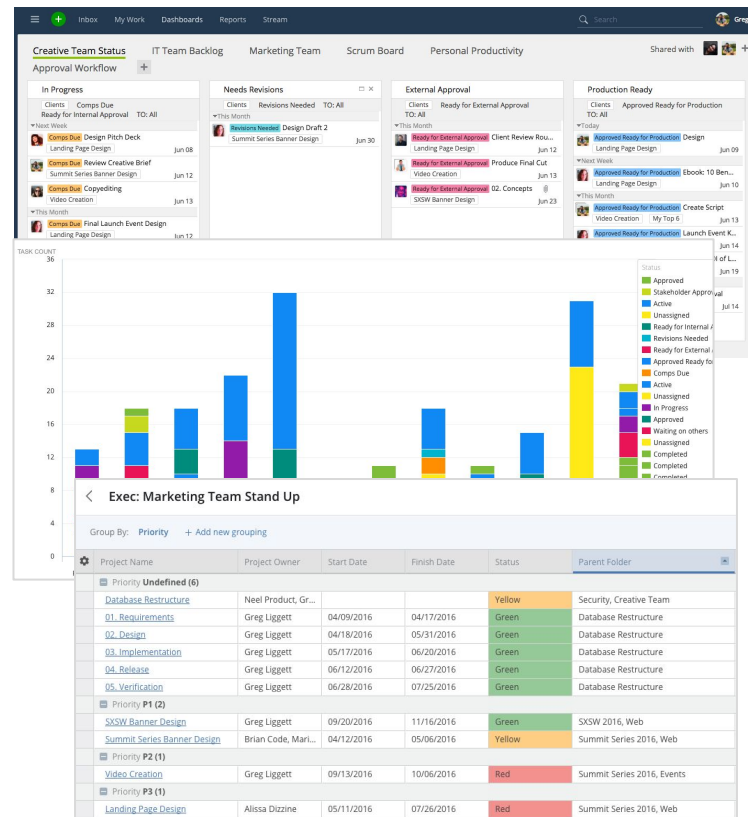 Inbox My Work Dashboards Reports Stream Search Greg
Creative Team Status IT Team Backlog Marketing Team Scrum Board Personal Productivity Shared with
Approval Workflow +
In Progress
Clients Comps Due
Ready for Internal Approval TO: All
Next Week
Comps Due Design Pitch Deck
Landing Page Design Jun 08
Comps Due Review Creative Brief
Summit Series Banner Design Jun 12
Comps Due Copyediting
Video Creation Jun 13
This Month
Comps Due Final Launch Event Design
Landing Page Design Jun 12
Needs Revisions
Clients Revisions Needed TO: All
This Month
Revisions Needed Design Draft 2
Summit Series Banner Design Jun 30
External Approval
Clients Ready for External Approval
TO: All
This Month
Ready for External Approval Client Review Rou...
Landing Page Design Jun 12
Ready for External Approval Produce Final Cut
Video Creation Jun 13
Ready for External Approval 02. Concepts
SXSW Banner Design Jun 23
Production Ready
Clients Approved Ready for Production
TO: All
Today
Approved Ready for Production Design
Landing Page Design Jun 09
Next Week
Approved Ready for Production Ebook: 10 Ben...
Landing Page Design Jun 10
This Month
Approved Ready for Production Create Script
Video Creation My Top 6 Jun 13
Approved Ready for Production Launch Event K...
Jun 14
l of L...
Jun 19
val
Jul 14
TASK COUNT
36
32
28
24
20
16
12
8
4
0
Status
Approved
Stakeholder Approv
Active
Unassigned
Ready for Internal A
Revisions Needed
Ready for External A
Approved Ready fo
Comps Due
Active
Unassigned
In Progress
Approved
Waiting on others
Unassigned
Completed
Completed
Completed
Exec: Marketing Team Stand Up
Group By: Priority + Add new grouping
Project Name Project Owner Start Date Finish Date Status Parent Folder
Priority Undefined (6)
Database Restructure Neel Product, Gr... Yellow Security, Creative Team
01. Requirements Greg Liggett 04/09/2016 04/17/2016 Green Database Restructure
02. Design Greg Liggett 04/18/2016 05/31/2016 Green Database Restructure
03. Implementation Greg Liggett 05/17/2016 06/20/2016 Green Database Restructure
04. Release Greg Liggett 06/12/2016 06/27/2016 Green Database Restructure
05. Verification Greg Liggett 06/28/2016 07/25/2016 Green Database Restructure
Priority P1 (2)
SXSW Banner Design Greg Liggett 09/20/2016 11/16/2016 Green SXSW 2016, Web
Summit Series Banner Design Brian Code, Mari... 04/12/2016 05/06/2016 Yellow Summit Series 2016, Web
Priority P2 (1)
Video Creation Greg Liggett 09/13/2016 10/06/2016 Red Summit Series 2016, Events
Priority P3 (1)
Landing Page Design Alissa Dizzine 05/11/2016 07/26/2016 Red Summit Series 2016, Web